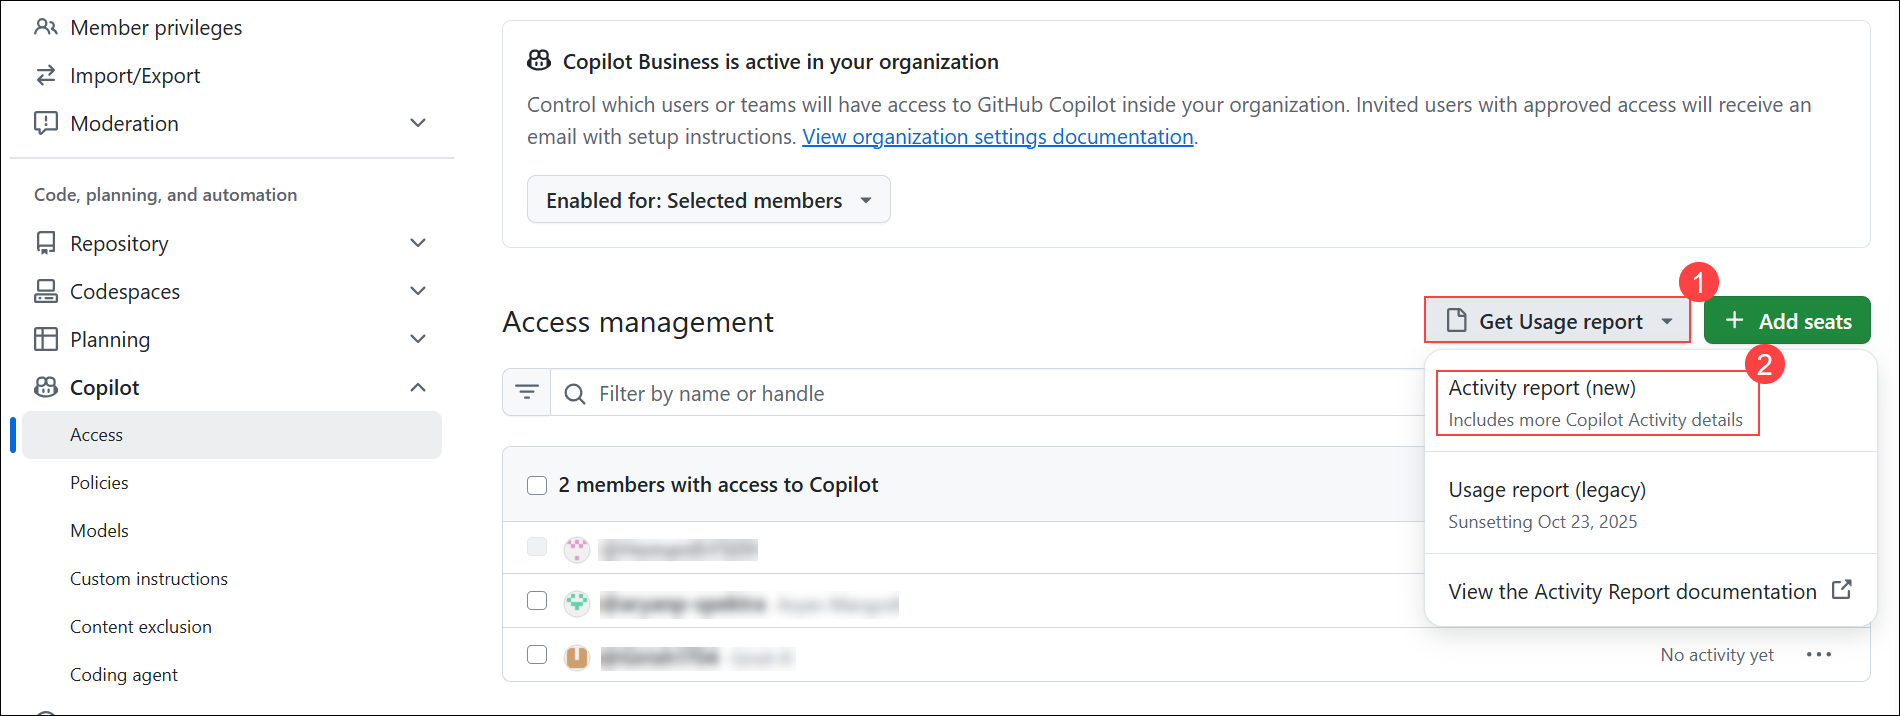 Member privileges
Import/Export
Moderation
Code, planning, and automation
Repository
Codespaces
Planning
Copilot
Access
Policies
Models
Custom instructions
Content exclusion
Coding agent
Copilot Business is active in your organization
Control which users or teams will have access to GitHub Copilot inside your organization. Invited users with approved access will receive an
email with setup instructions. View organization settings documentation.
Enabled for: Selected members
Access management
1
Get Usage report
Add seats
2
Activity report (new)
Includes more Copilot Activity details
Usage report (legacy)
Sunsetting Oct 23, 2025
View the Activity Report documentation
Filter by name or handle
2 members with access to Copilot
No activity yet